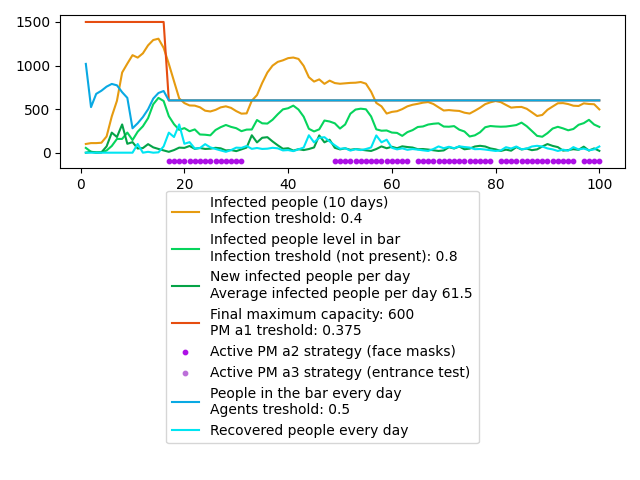 1500
1000
500
0
0 20 40 60 80 100
Infected people (10 days)
Infection treshold: 0.4
Infected people level in bar
Infection treshold (not present): 0.8
New infected people per day
Average infected people per day 61.5
Final maximum capacity: 600
PM a1 treshold: 0.375
Active PM a2 strategy (face masks)
Active PM a3 strategy (entrance test)
People in the bar every day
Agents treshold: 0.5
Recovered people every day